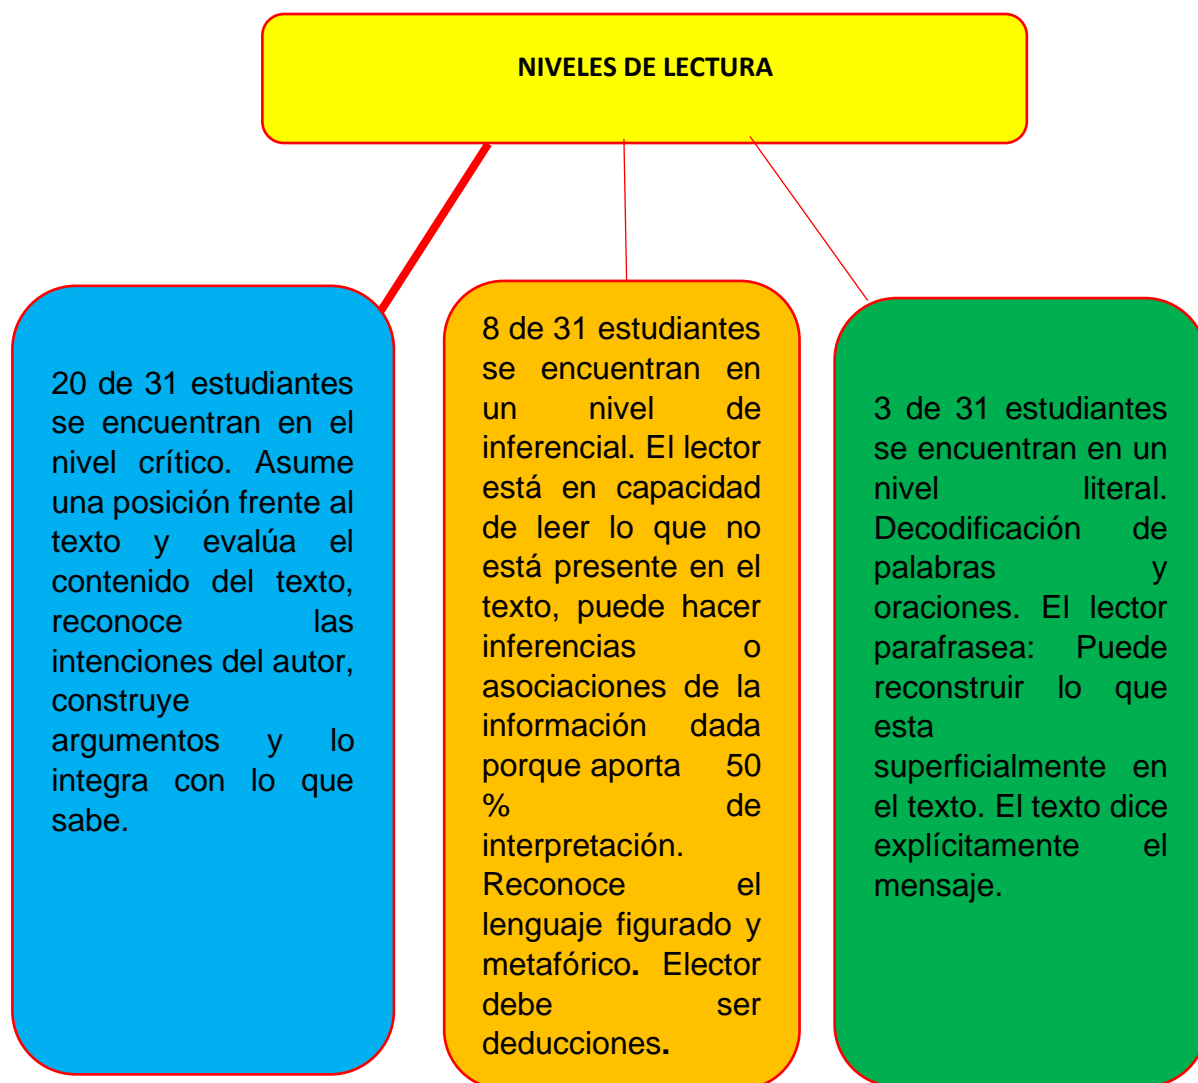 NIVELES DE LECTURA
20 de 31 estudiantes
se encuentran en el
nivel crítico. Asume
una posición frente al
texto y evalúa el
contenido del texto,
reconoce las
intenciones del autor,
construye
argumentos y lo
integra con lo que
sabe.
8 de 31 estudiantes
se encuentran en
un nivel de
inferencial. El lector
está en capacidad
de leer lo que no
está presente en el
texto, puede hacer
inferencias o
asociaciones de la
información dada
porque aporta 50
% de
interpretación.
Reconoce el
lenguaje figurado y
metafórico. Elector
debe ser
deducciones.
3 de 31 estudiantes
se encuentran en un
nivel literal.
Decodificación de
palabras y
oraciones. El lector
parafrasea: Puede
reconstruir lo que
esta
superficialmente en
el texto. El texto dice
explícitamente el
mensaje.